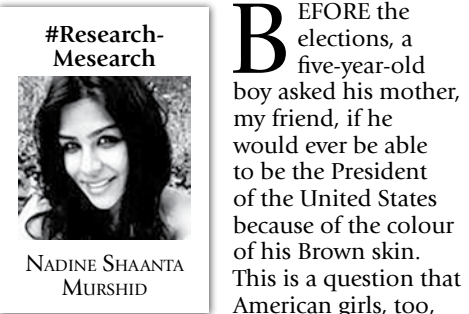 #Research-
Mesearch
NADINE SHAANTA
MURSHID
BEFORE the
elections, a
five-year-old
boy asked his mother,
my friend, if he
would ever be able
to be the President
of the United States
because of the colour
of his Brown skin.
This is a question that
American girls, too,